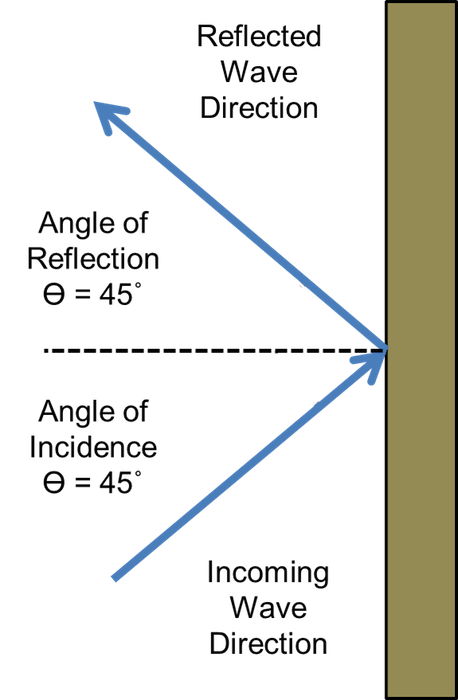 Reflected
Wave
Direction
Angle of
Reflection
Ɵ = 45˚
Angle of
Incidence
Ɵ = 45˚
Incoming
Wave
Direction